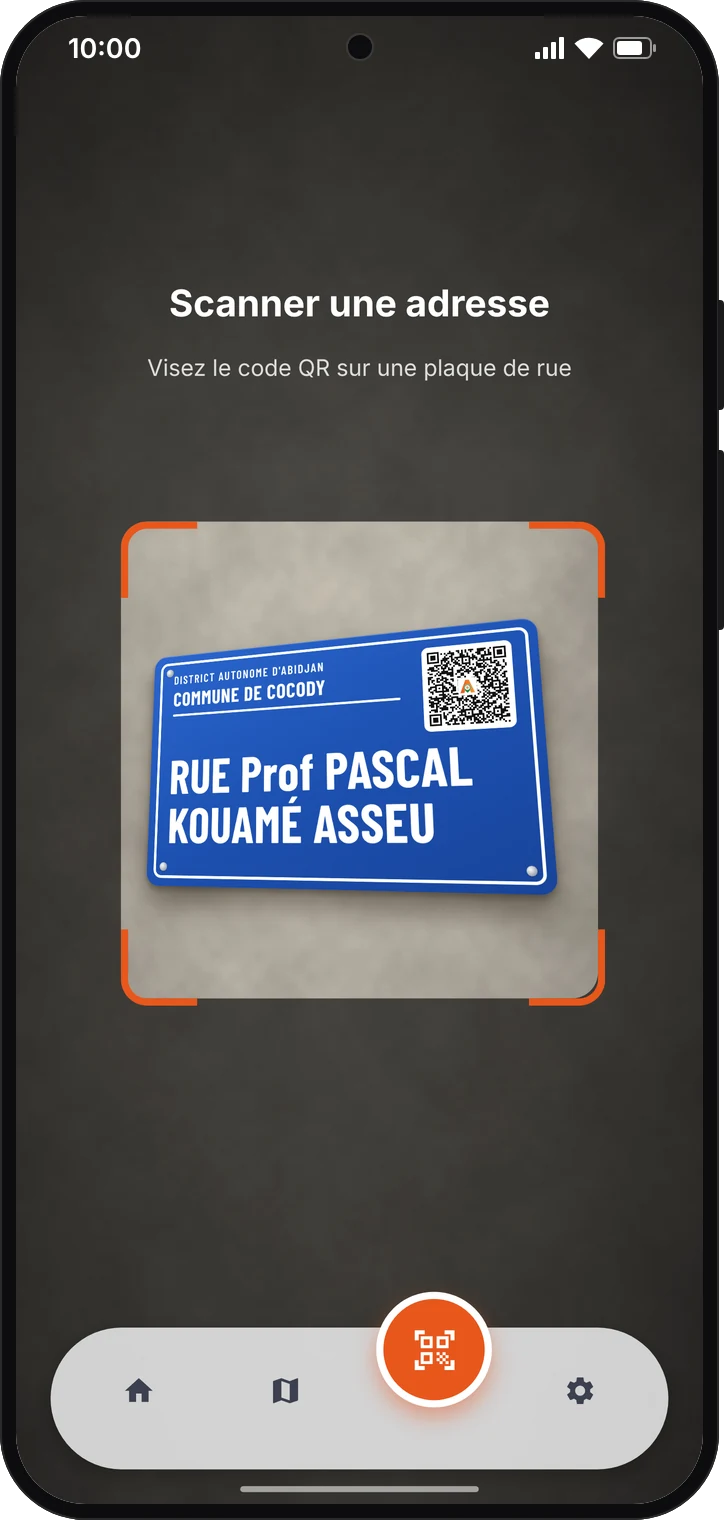 10:00
Scanner une adresse
Visez le code QR sur une plaque de rue
DISTRICT AUTONOME D'ABIDJAN
COMMUNE DE COCODY
RUE Prof PASCAL
KOUAMÉ ASSEU